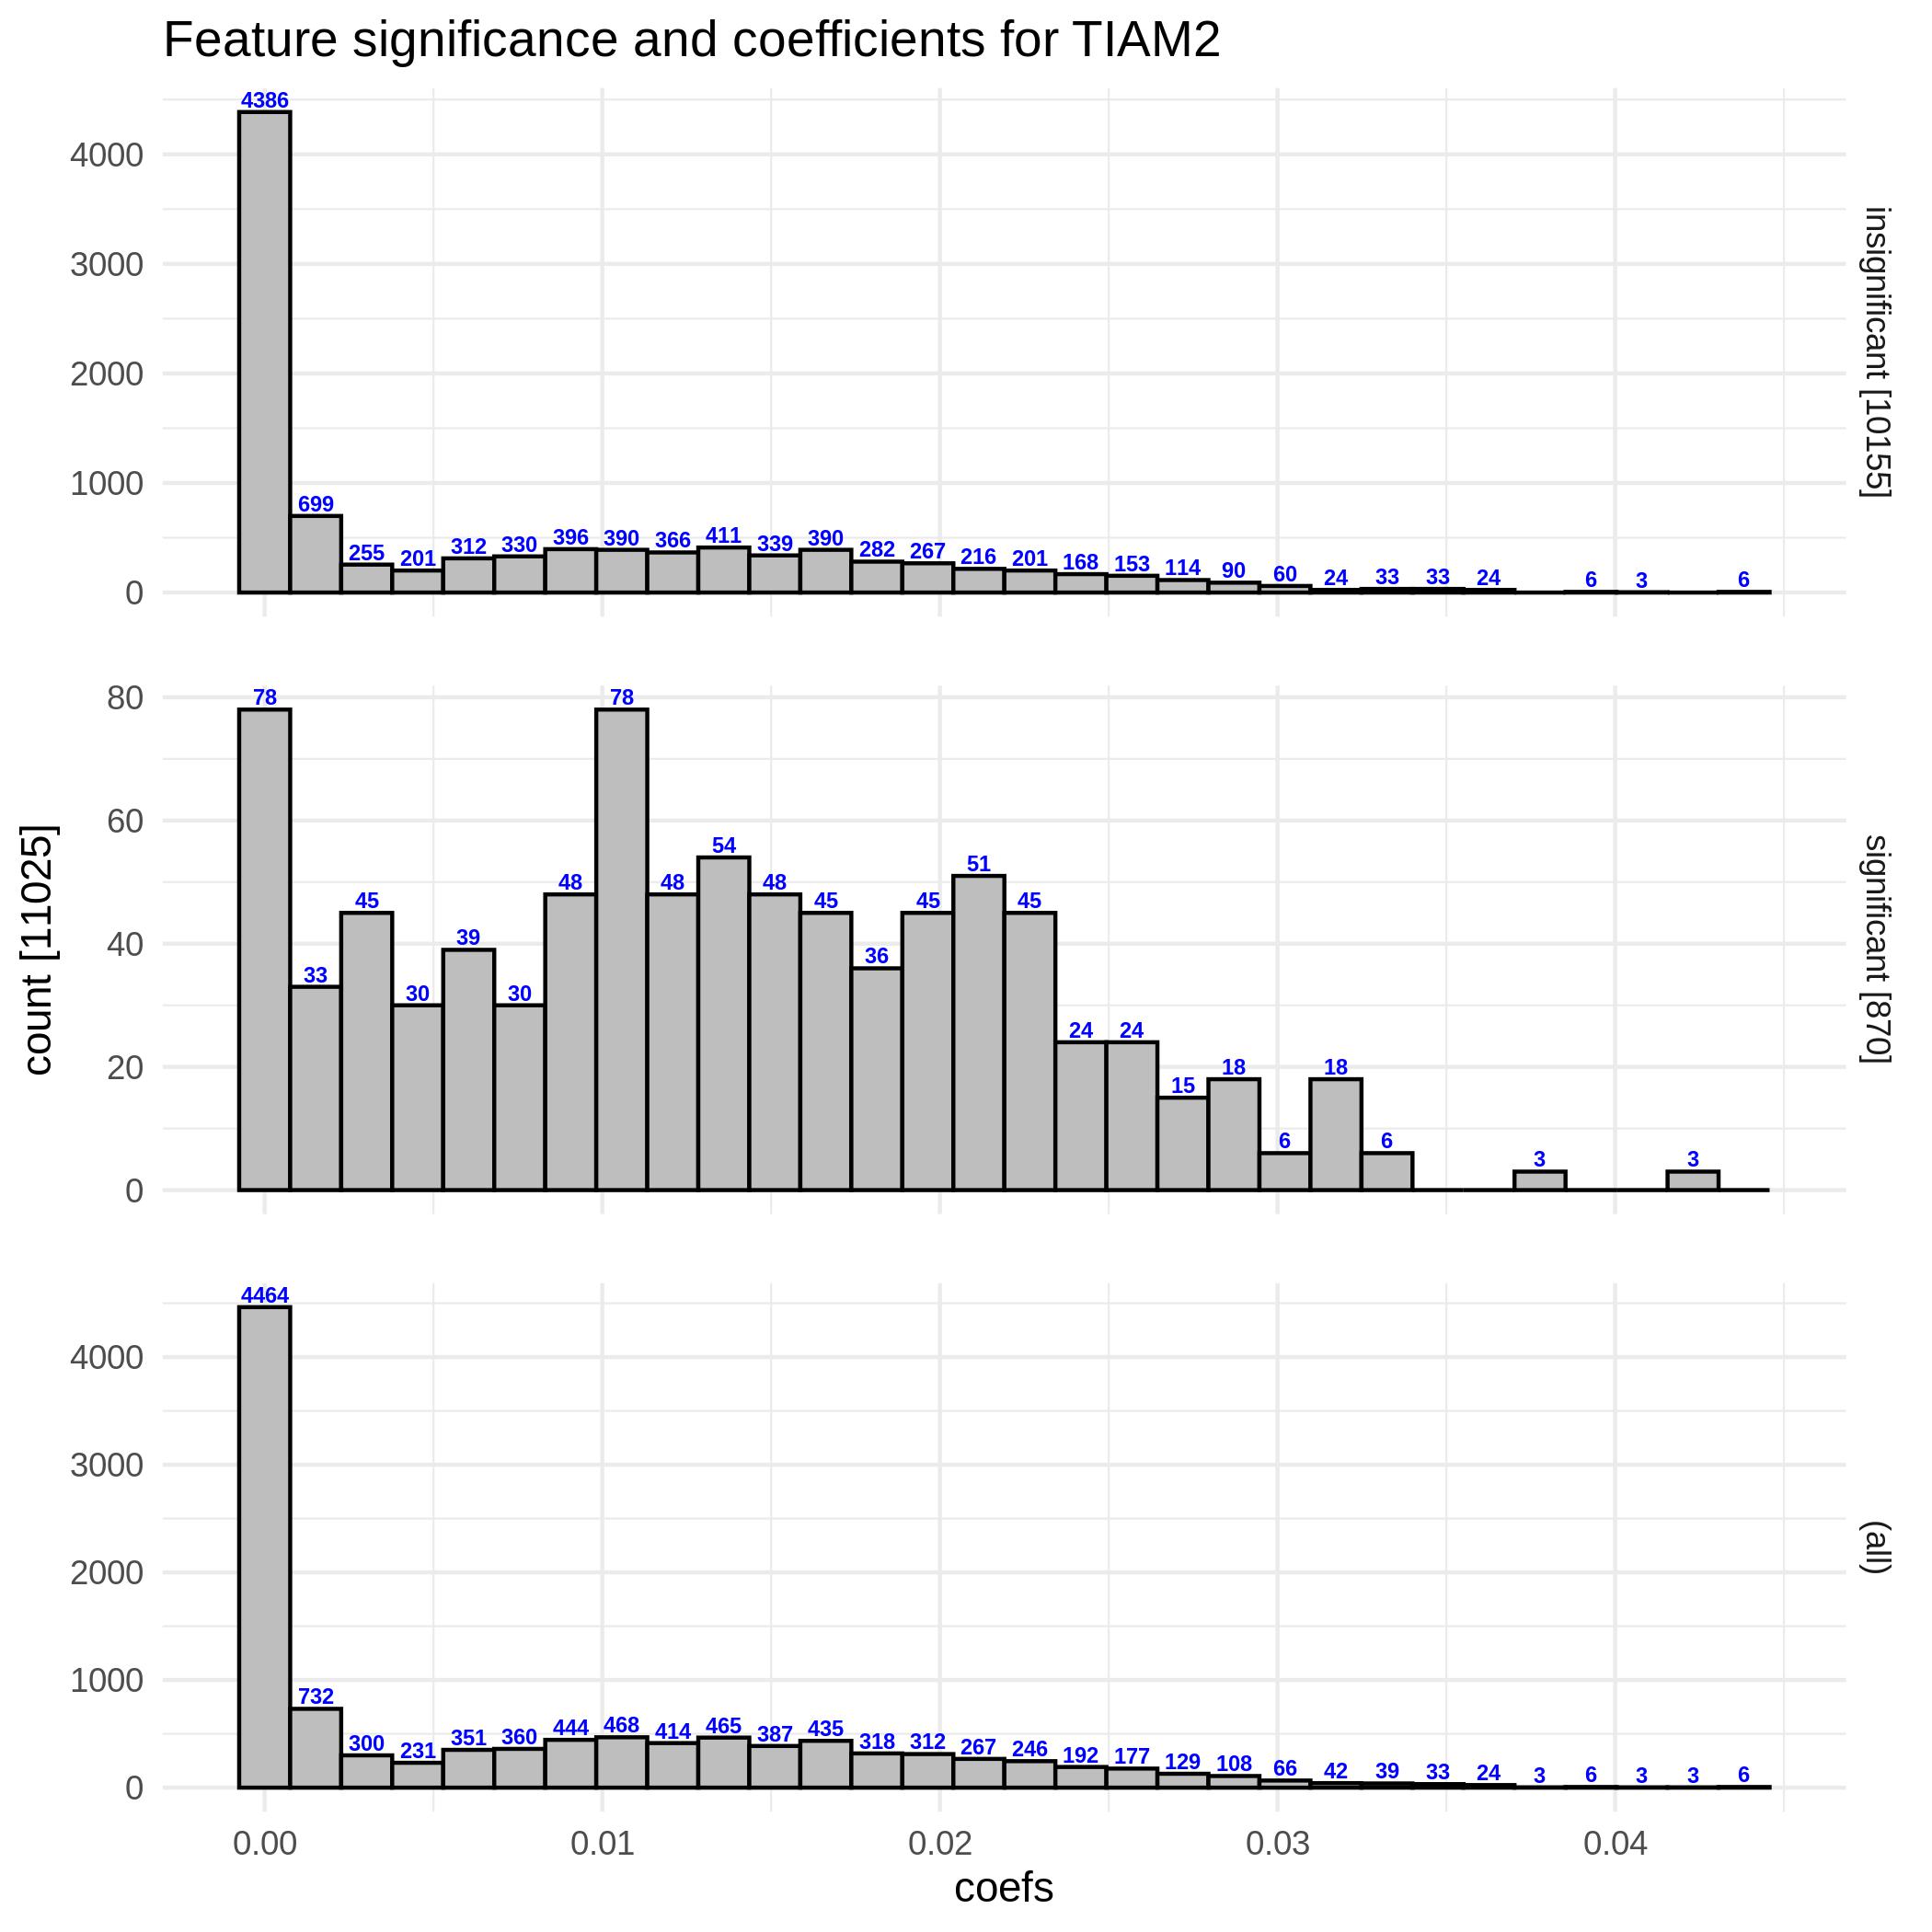 Feature significance and coefficients for TIAM2
4386
4000
3000
2000
1000
0
699
255 201 312 330 396 390 366 411 339 390 282 267 216 201 168 153 114 90 60 24 33 33 24 6 3 6
insignificant [10155]
count [11025]
80
60
40
20
0
78 33 45 30 39 30 48 78 48 54 48 45 36 45 51 45 24 24 15 18 6 18 6 3 3
significant [870]
4464
4000
3000
2000
1000
0
732
300 231 351 360 444 468 414 465 387 435 318 312 267 246 192 177 129 108 66 42 39 33 24 3 6 3 3 6
(all)
0.00 0.01 0.02 0.03 0.04
coefs